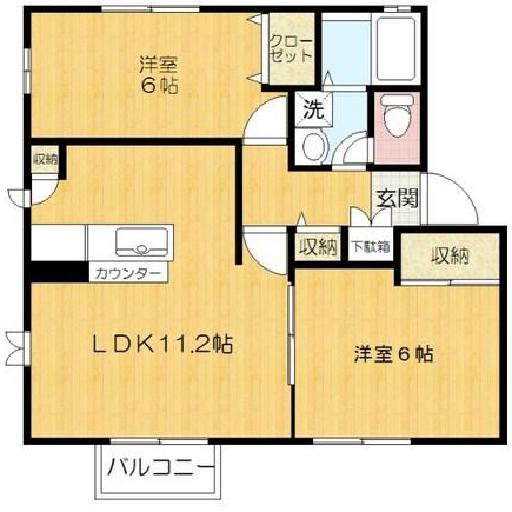 洋室
6帖
クロー
ゼット
洗
収納
玄関
収納
下駄箱
収納
カウンター
LDK11.2帖
洋室6帖
バルコニー